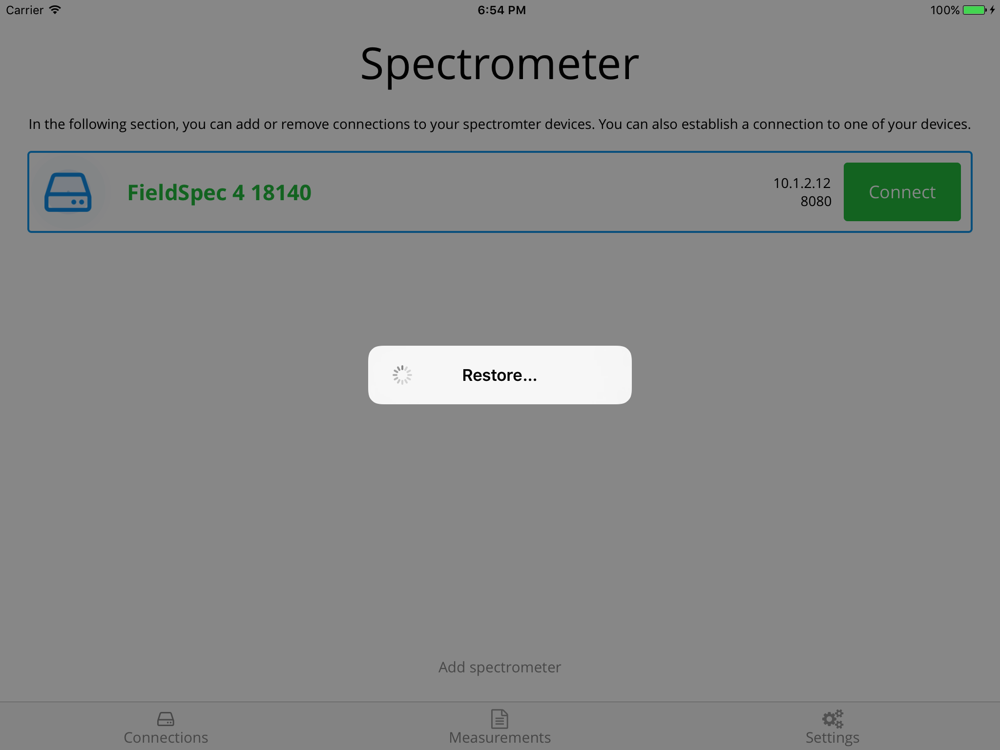 Carrier 6:54 PM 100%
Spectrometer
In the following section, you can add or remove connections to your spectromter devices. You can also establish a connection to one of your devices.
FieldSpec 4 18140
10.1.2.12
8080
Connect
Restore...
Add spectrometer
Connections Measurements Settings